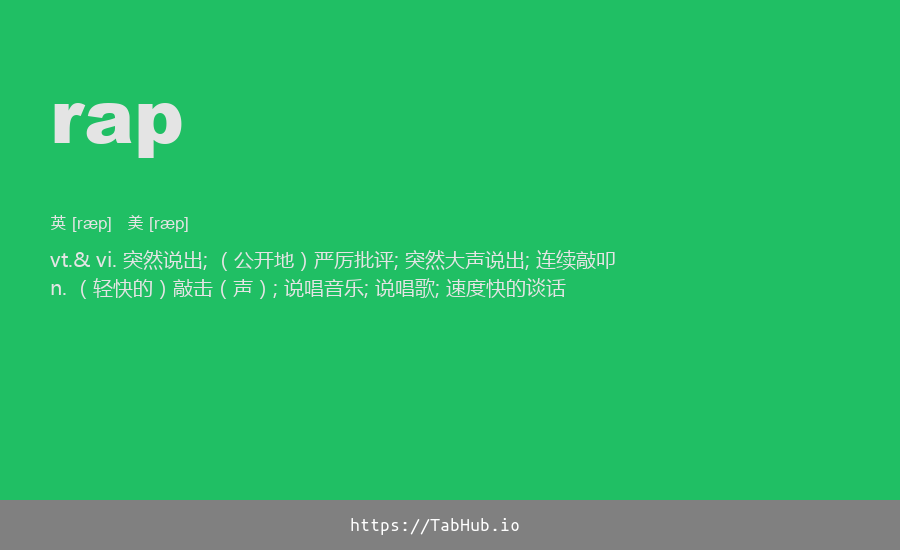 rap
英 [ræp] 美 [ræp]
vt.& vi. 突然说出; （公开地）严厉批评; 突然大声说出; 连续敲叩
n. （轻快的）敲击（声）; 说唱音乐; 说唱歌; 速度快的谈话
https://TabHub.io